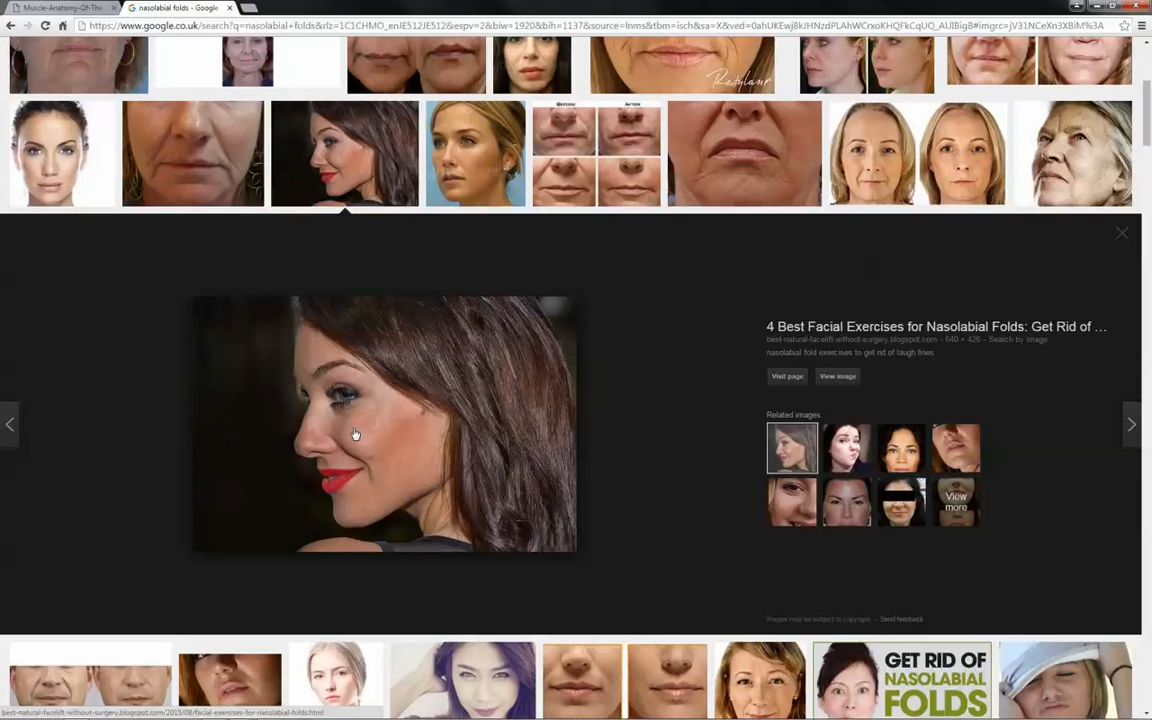 Muscle-Anatomy-Of-The
nasolabial folds - Google
https://www.google.co.uk/search?q=nasolabial+folds&rlz=1C1CHMO_enJE512JE512&espv=2&biw=1920&bih=1137&source=lnms&tbm=isch&sa=X&ved=
Restylane
BEFORE
AFTER
4 Best Facial Exercises for Nasolabial Folds: Get Rid of ...
best-natural-facelift-without-surgery.blogspot.com - 640 × 426 - Search by image
nasolabial fold exercises to get rid of laugh lines
Visit page
View image
Related images:
View
more
Images may be subject to copyright. - Send feedback
GET RID OF
NASOLABIAL
FOLDS
best-natural-facelift-without-surgery.blogspot.com/2015/08/facial-exercises-for-nasolabial-folds.html